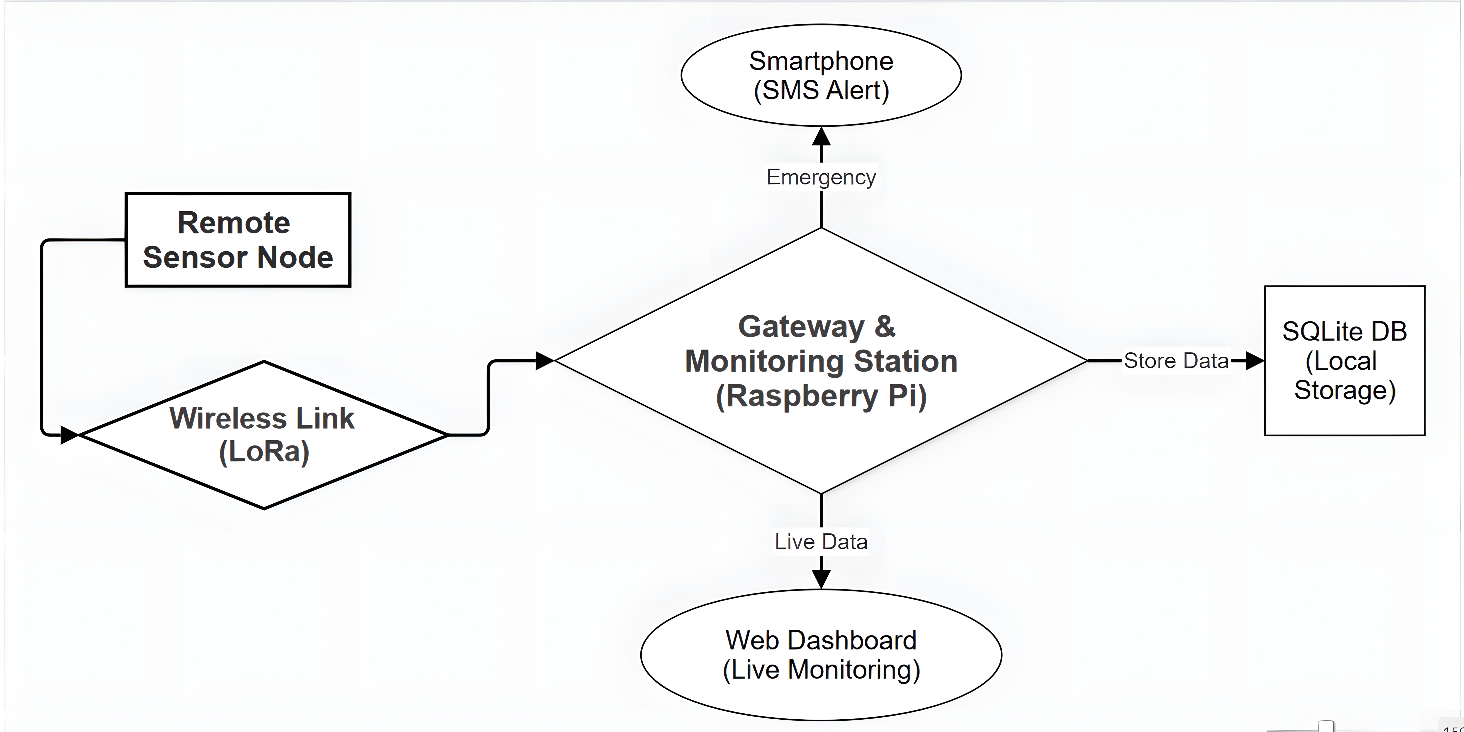 Smartphone
(SMS Alert)
Emergency
Remote
Sensor Node
Wireless Link
(LoRa)
Gateway &
Monitoring Station
(Raspberry Pi)
Store Data
SQLite DB
(Local
Storage)
Live Data
Web Dashboard
(Live Monitoring)